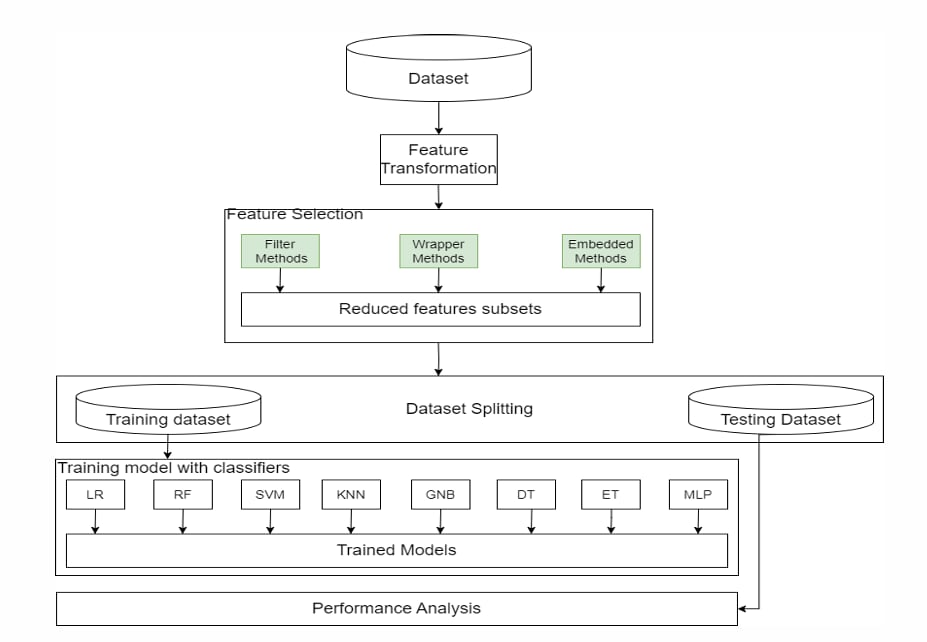 Dataset
Feature
Transformation
Feature Selection
Filter
Methods
Wrapper
Methods
Embedded
Methods
Reduced features subsets
Training dataset
Dataset Splitting
Testing Dataset
Training model with classifiers
LR
RF
SVM
KNN
GNB
DT
ET
MLP
Trained Models
Performance Analysis